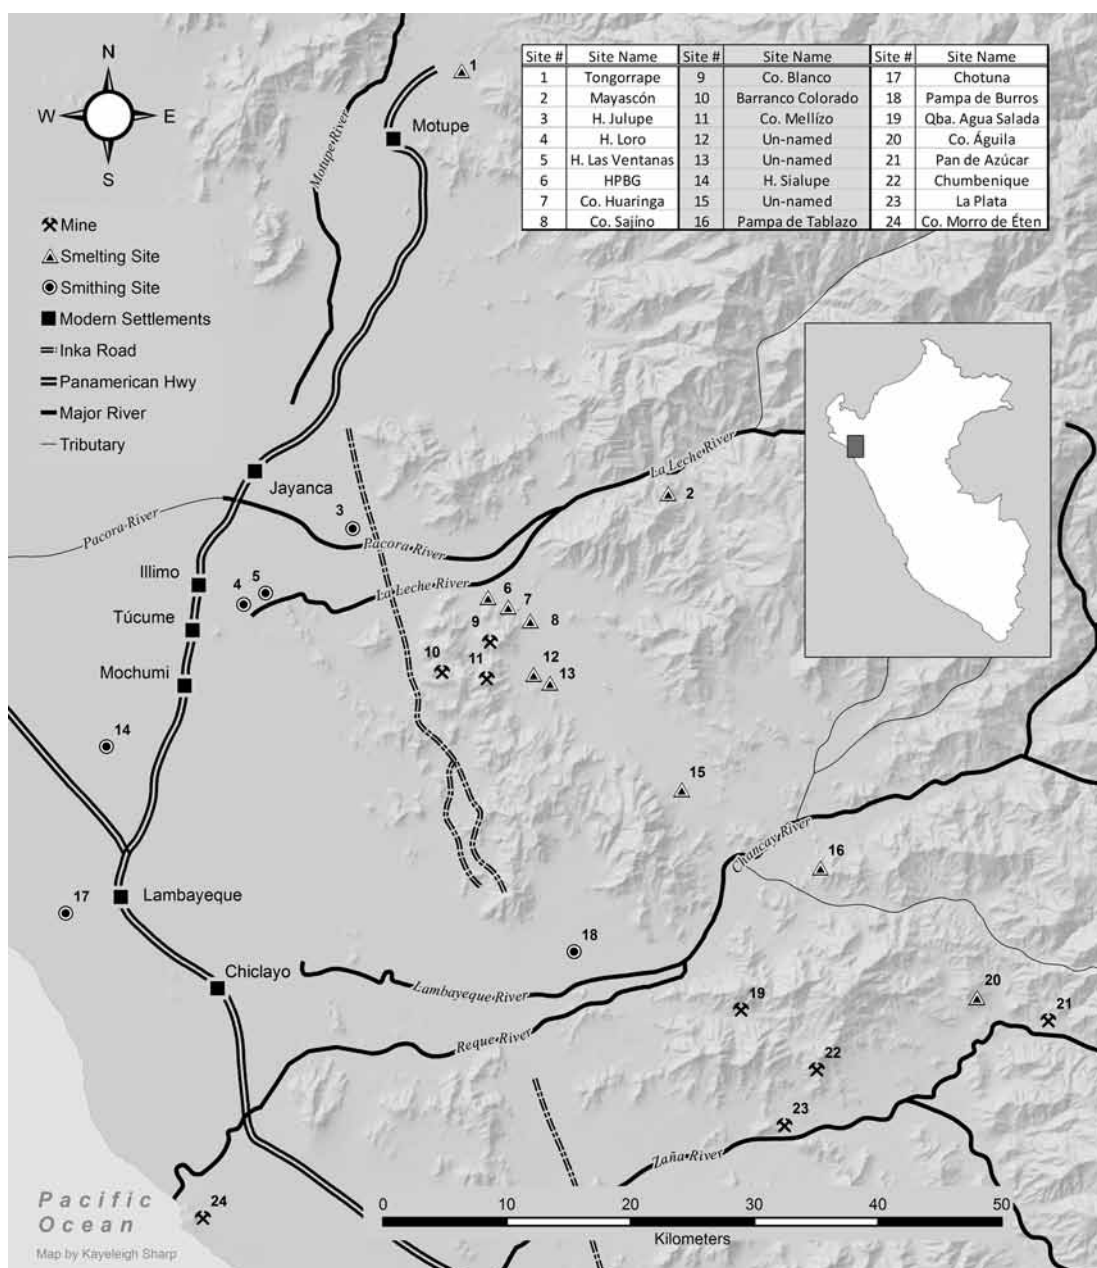 N
W E
S
Mine
Smelting Site
Smithing Site
Modern Settlements
Inka Road
Panamerican Hwy
Major River
Tributary
Site # Site Name Site # Site Name Site # Site Name
1 Tongorrape 9 Co. Blanco 17 Chotuna
2 Mayascón 10 Barranco Colorado 18 Pampa de Burros
3 H. Julupe 11 Co. Mellízo 19 Qba. Agua Salada
4 H. Loro 12 Un-named 20 Co. Águila
5 H. Las Ventanas 13 Un-named 21 Pan de Azúcar
6 HPBG 14 H. Sialupe 22 Chumbenique
7 Co. Huaringa 15 Un-named 23 La Plata
8 Co. Sajíno 16 Pampa de Tablazo 24 Co. Morro de Éten
1
Motupe
Motupe River
La Leche River
Jayanca
2
3
Pacora River
Pacora River
Illimo
4 5
La Leche River
6
7
Túcume
8
9
Mochumi
10
11
12
13
14
15
Chancay River
16
17
Lambayeque
18
Chiclayo
Lambayeque River
19
20
21
Reque River
22
23
Zaña River
24
Pacific
Ocean
Map by Kayeleigh Sharp
0 10 20 30 40 50
Kilometers